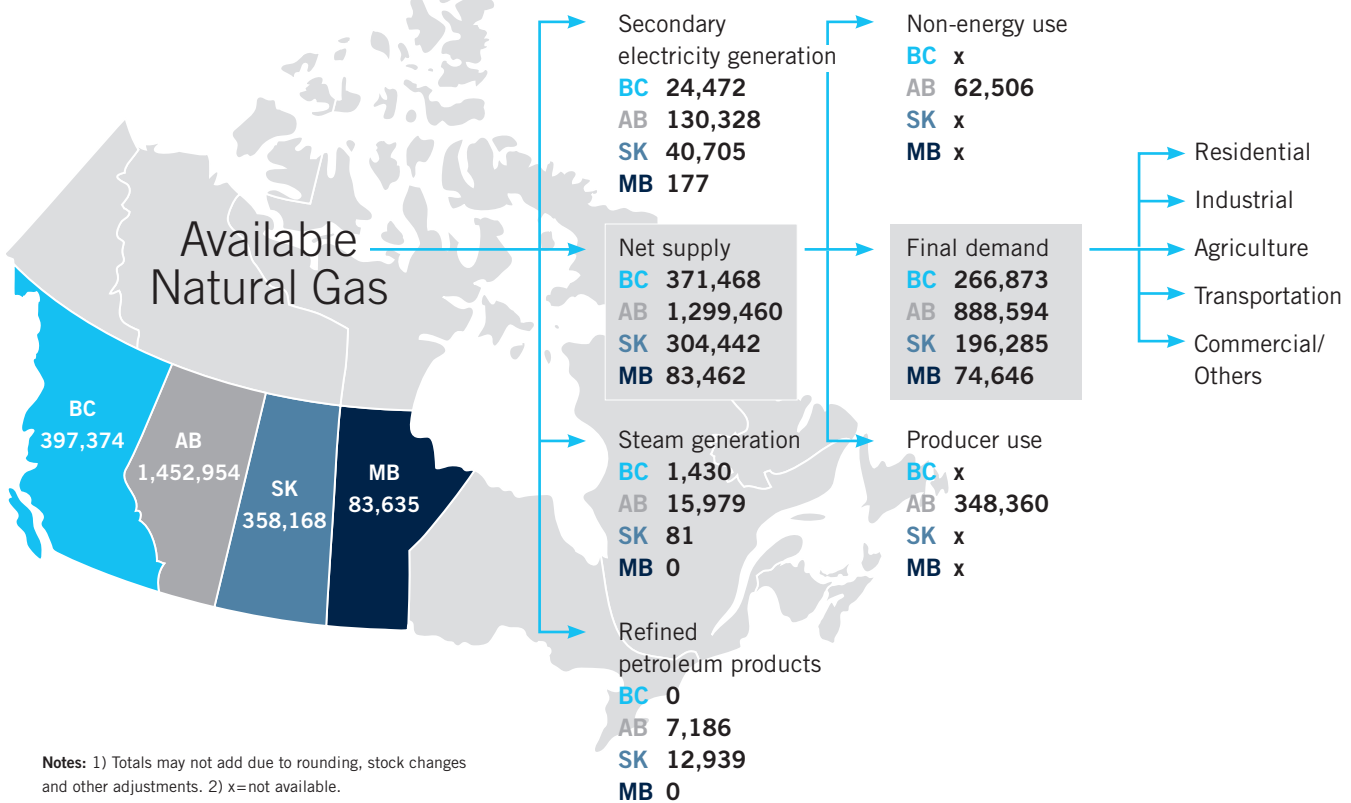 Available
Natural Gas
BC
397,374
AB
1,452,954
SK
358,168
MB
83,635
Secondary
electricity generation
BC 24,472
AB 130,328
SK 40,705
MB 177
Net supply
BC 371,468
AB 1,299,460
SK 304,442
MB 83,462
Steam generation
BC 1,430
AB 15,979
SK 81
MB 0
Refined
petroleum products
BC 0
AB 7,186
SK 12,939
MB 0
Non-energy use
BC x
AB 62,506
SK x
MB x
Final demand
BC 266,873
AB 888,594
SK 196,285
MB 74,646
Producer use
BC x
AB 348,360
SK x
MB x
Residential
Industrial
Agriculture
Transportation
Commercial/
Others
Notes: 1) Totals may not add due to rounding, stock changes
and other adjustments. 2) x=not available.